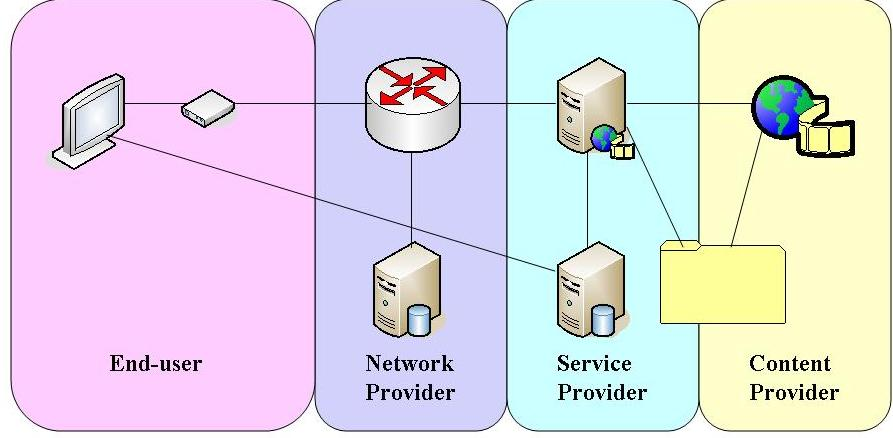 End-user
Network
Provider
Service
Provider
Content
Provider